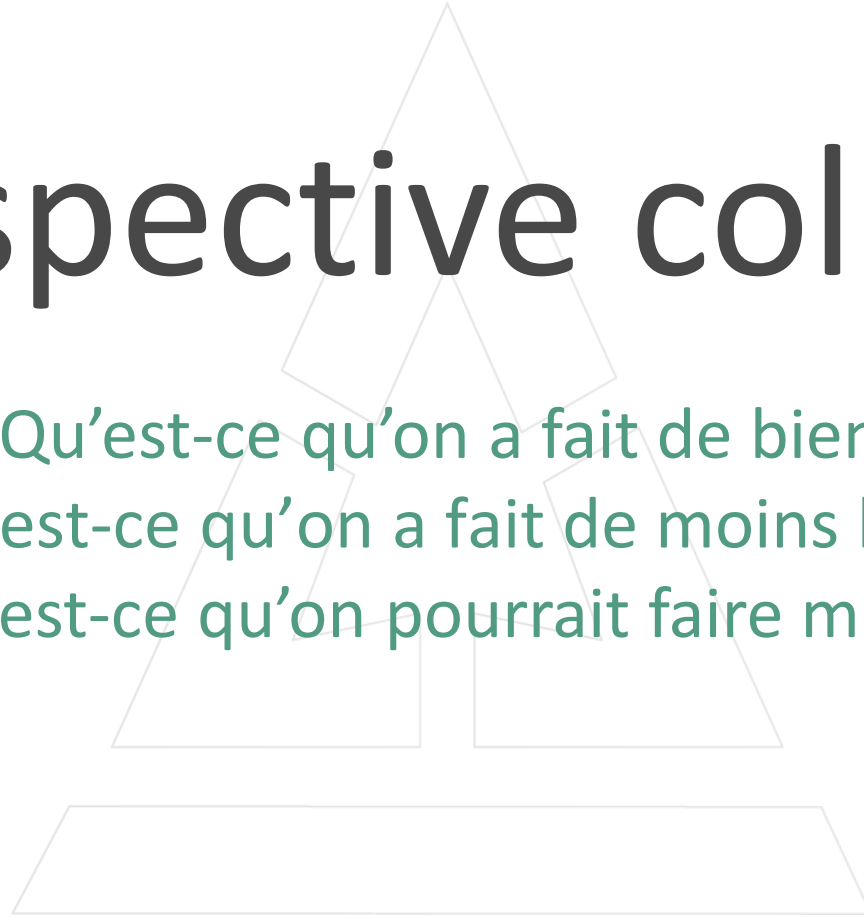 spective col
Qu’est-ce qu’on a fait de bien
est-ce qu’on a fait de moins
est-ce qu’on pourrait faire m